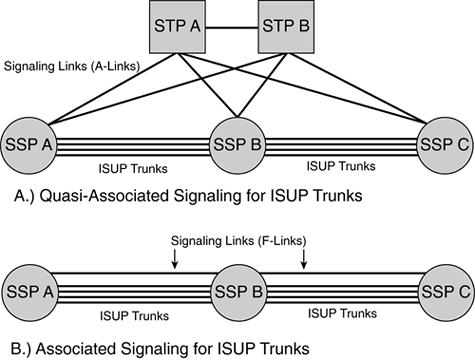 STP A
STP B
Signaling Links (A-Links)
SSP A
SSP B
SSP C
ISUP Trunks
ISUP Trunks
A.) Quasi-Associated Signaling for ISUP Trunks
Signaling Links (F-Links)
SSP A
SSP B
SSP C
ISUP Trunks
ISUP Trunks
B.) Associated Signaling for ISUP Trunks